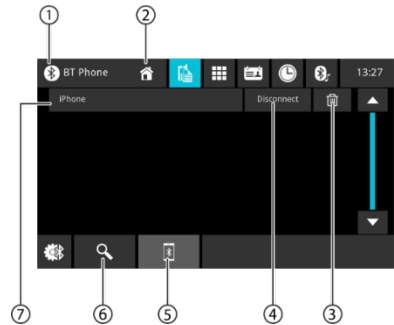 ① ②
BT Phone 13:27
iPhone Disconnect
⑦ ⑥ ⑤ ④ ③